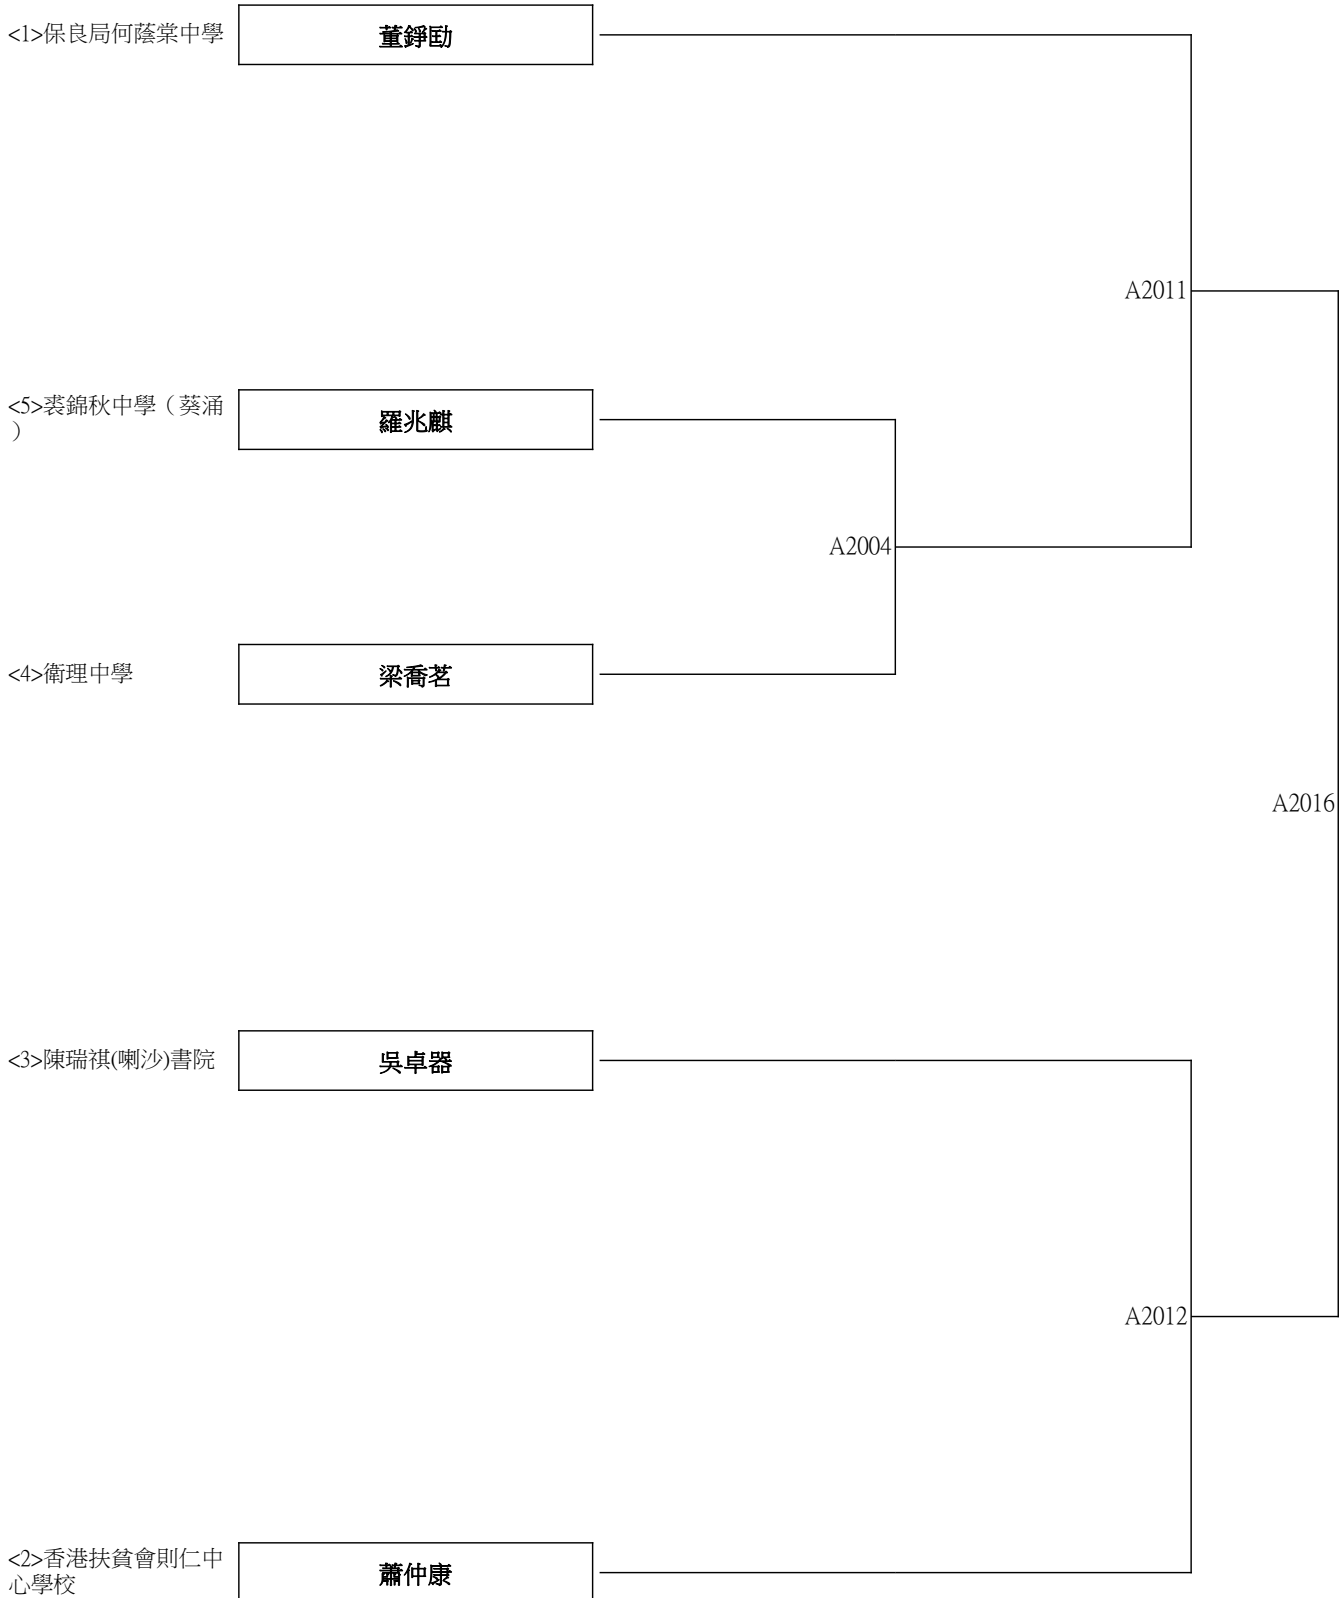 <1>保良局何蔭棠中學
董錚劻
A2011
<5>裘錦秋中學（葵涌
）
羅兆麒
A2004
<4>衛理中學
梁喬茗
A2016
<3>陳瑞祺(喇沙)書院
吳卓器
A2012
<2>香港扶貧會則仁中
心學校
蕭仲康